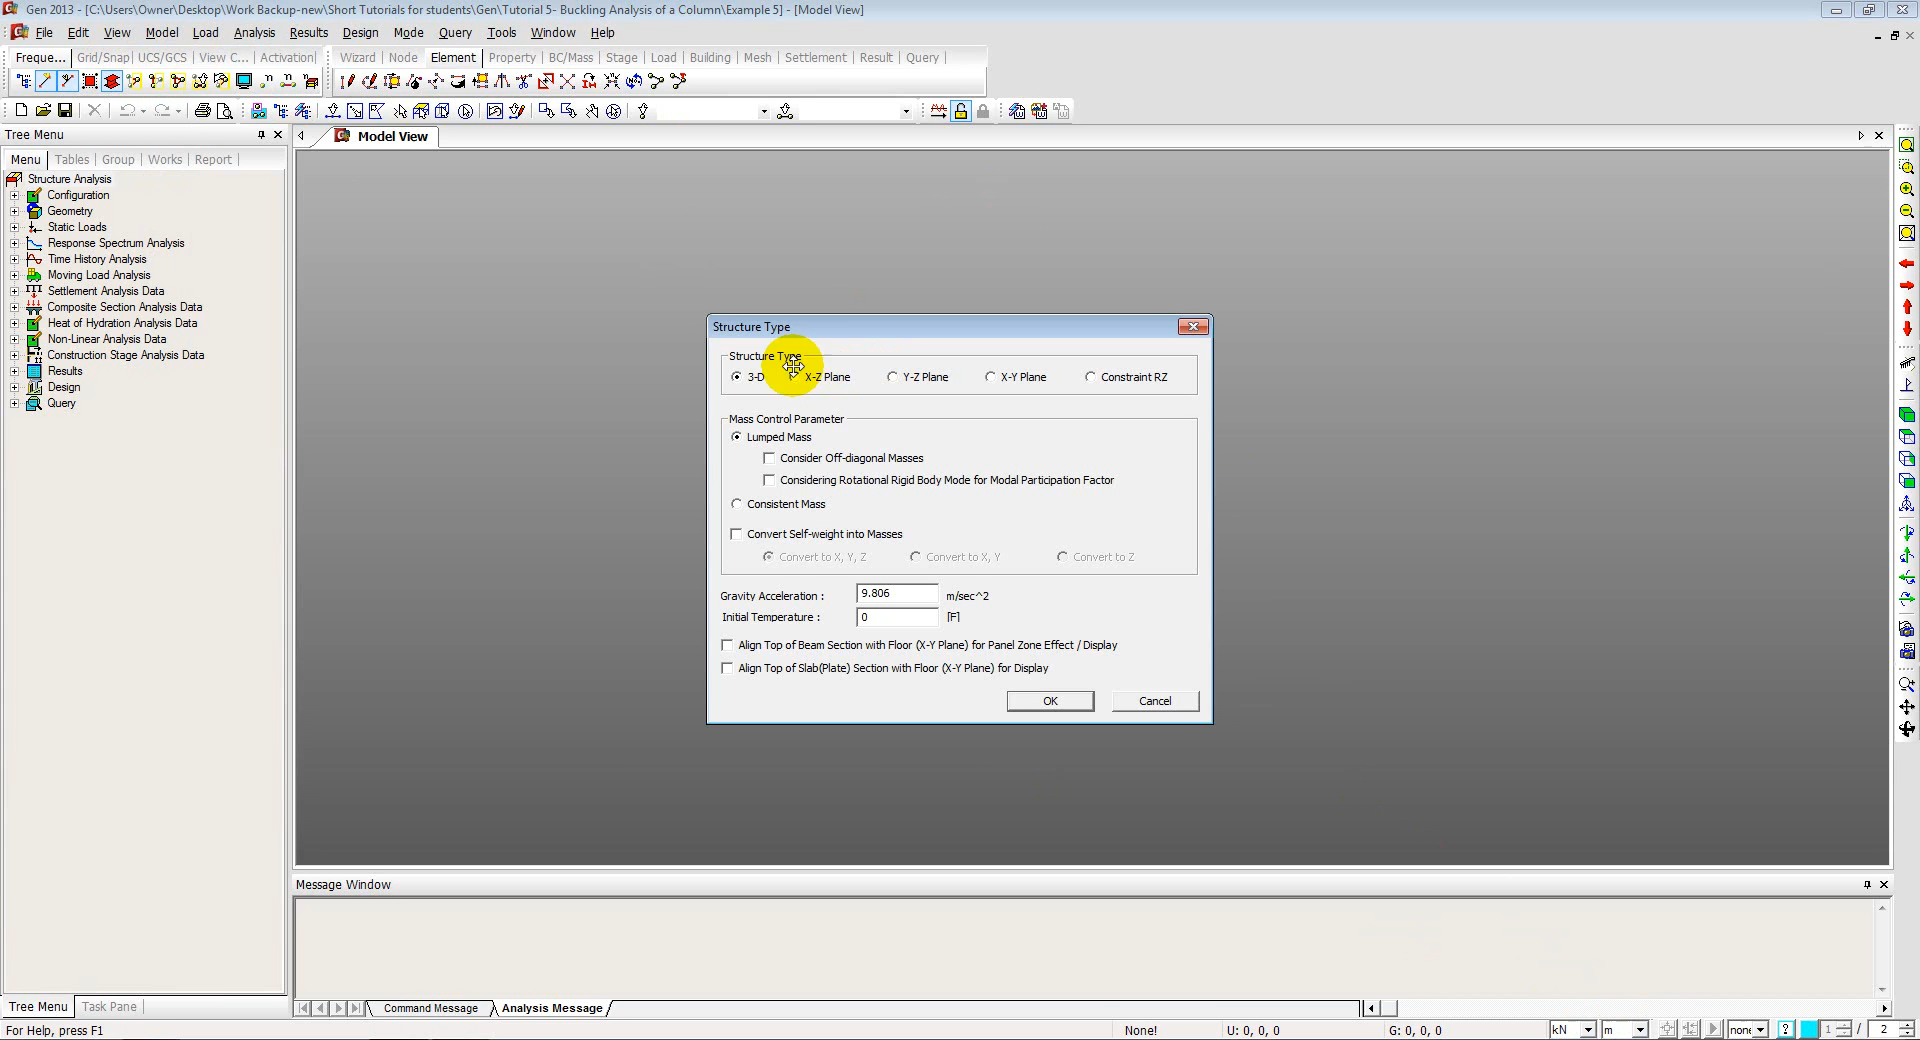 Gen 2013 - [C:\Users\Owner\Desktop\Work Backup-new\Short Tutorials for students\Gen\Tutorial 5- Buckling Analysis of a Column\Example 5] - [Model View]
File Edit View Model Load Analysis Results Design Mode Query Tools Window Help
Freque... Grid/Snap UCS/GCS View C... Activation Wizard Node Element Property BC/Mass Stage Load Building Mesh Settlement Result Query
Tree Menu
Model View
Menu Tables Group Works Report
Structure Analysis
Configuration
Geometry
Static Loads
Response Spectrum Analysis
Time History Analysis
Moving Load Analysis
Settlement Analysis Data
Composite Section Analysis Data
Heat of Hydration Analysis Data
Non-Linear Analysis Data
Construction Stage Analysis Data
Results
Design
Query
Structure Type
Structure Type
3-D X-Z Plane Y-Z Plane X-Y Plane Constraint RZ
Mass Control Parameter
Lumped Mass
Consider Off-diagonal Masses
Considering Rotational Rigid Body Mode for Modal Participation Factor
Consistent Mass
Convert Self-weight into Masses
Convert to X, Y, Z Convert to X, Y Convert to Z
Gravity Acceleration : 9.806 m/sec^2
Initial Temperature : 0 [F]
Align Top of Beam Section with Floor (X-Y Plane) for Panel Zone Effect / Display
Align Top of Slab(Plate) Section with Floor (X-Y Plane) for Display
OK Cancel
Message Window
Tree Menu Task Pane
Command Message Analysis Message
For Help, press F1 None! U: 0, 0, 0 G: 0, 0, 0 kN m none ? 1 / 2